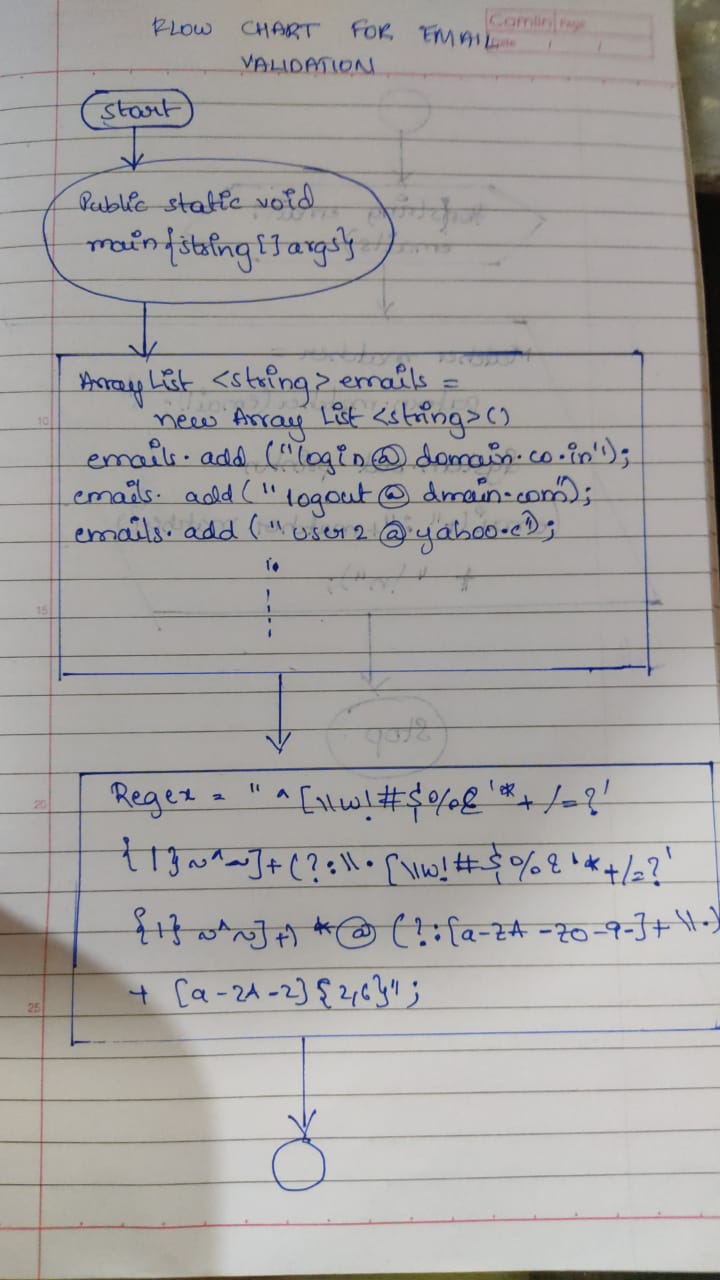 FLOW CHART FOR EMAIL
VALIDATION
Camlin Page
Date / /
Start
Public static void
main {string [] args}
Array List <string> emails =
new Array List <string> ()
emails. add ("login @ domain. co. in");
emails. add (" logout @ dmain.com");
emails. add (" user2 @ yahoo.c");
10
15
Regex = " ^ [\\w!#$%&'*+ /=?'
20
{|}~^~]+(?:\\. [\\w!#$%&'*+/=?'
{|}~^~]+) *@ (?:[a-zA -Z0-9-]+ \\.)
+ [a-zA-Z] {2,6}";
25